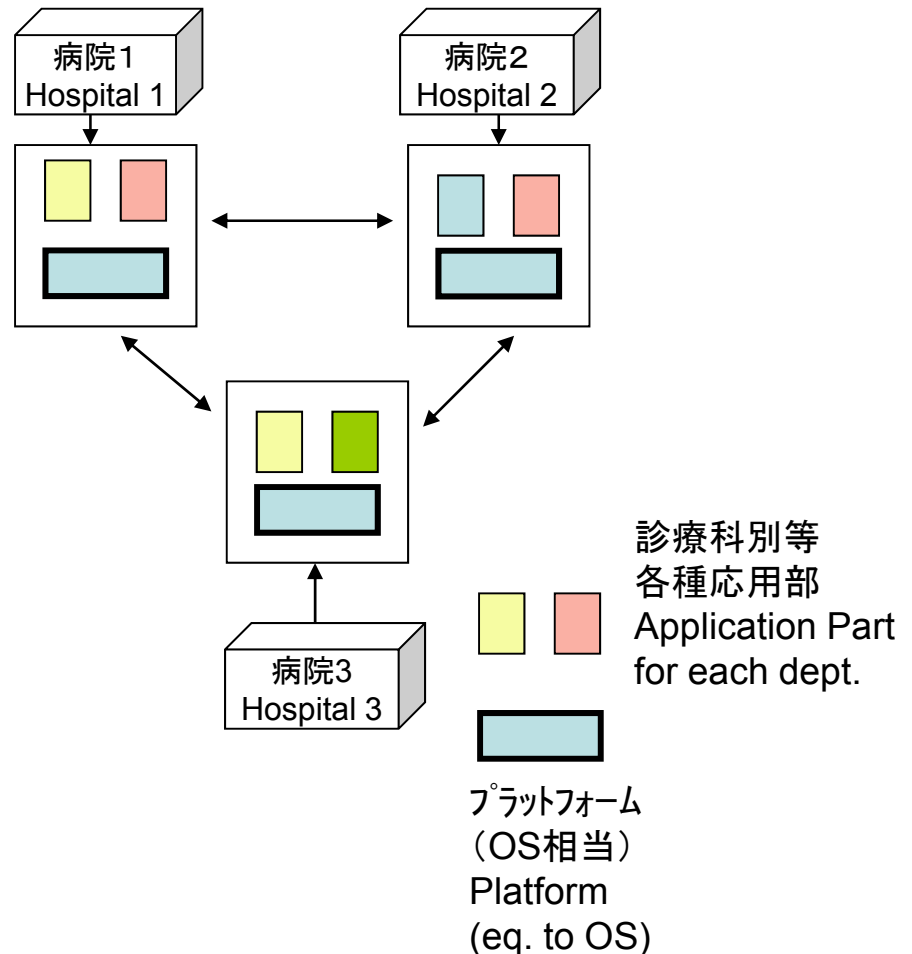 病院１
Hospital 1
病院２
Hospital 2
病院3
Hospital 3
診療科別等
各種応用部
Application Part
for each dept.
ﾌﾟﾗｯﾄﾌｫｰﾑ
（OS相当）
Platform
(eq. to OS)